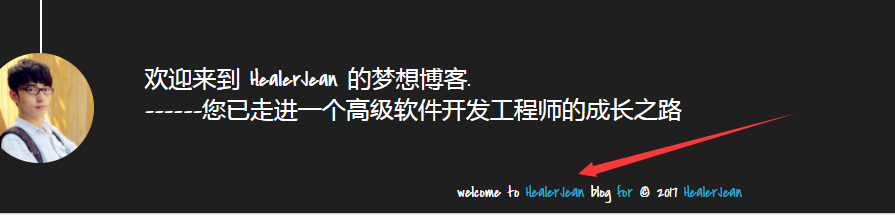 欢迎来到 HealerJean 的梦想博客.
------您已走进一个高级软件开发工程师的成长之路
welcome to HealerJean blog for © 2017 HealerJean